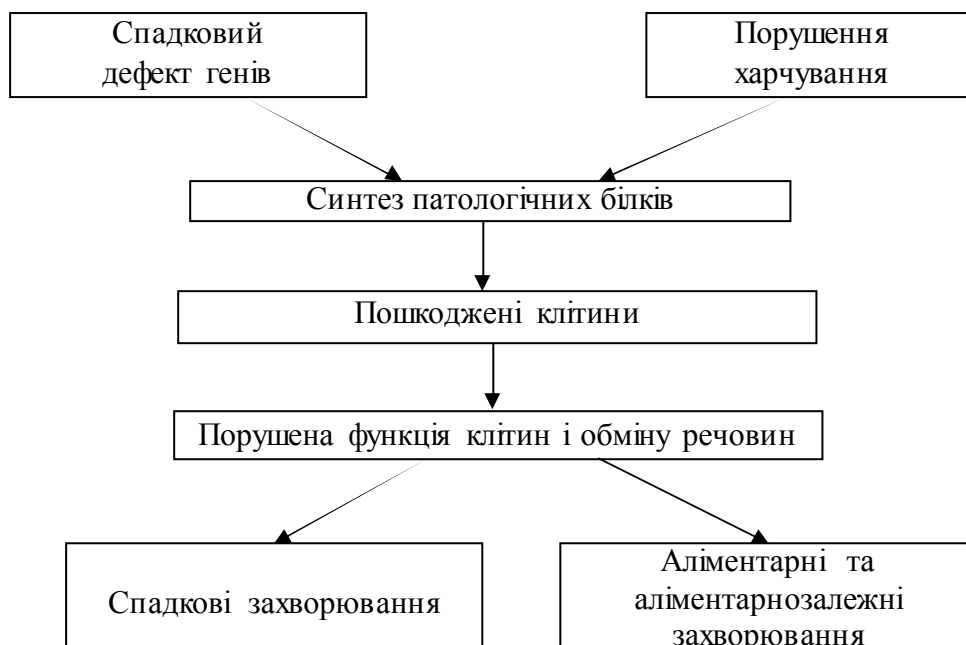 Спадковий
дефект генів
Порушення
харчування
Синтез патологічних білків
Пошкоджені клітини
Порушена функція клітин і обміну речовин
Спадкові захворювання
Аліментарні та
аліментарнозалежні
захворювання